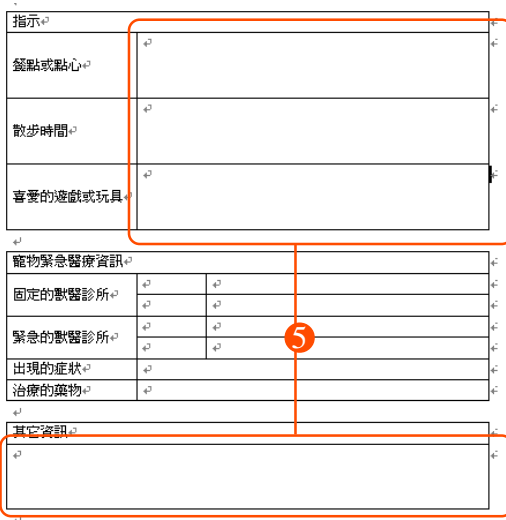 指示
餐點或點心
散步時間
喜愛的遊戲或玩具
寵物緊急醫療資訊
固定的獸醫診所
緊急的獸醫診所
5
出現的症狀
治療的藥物
其它資訊